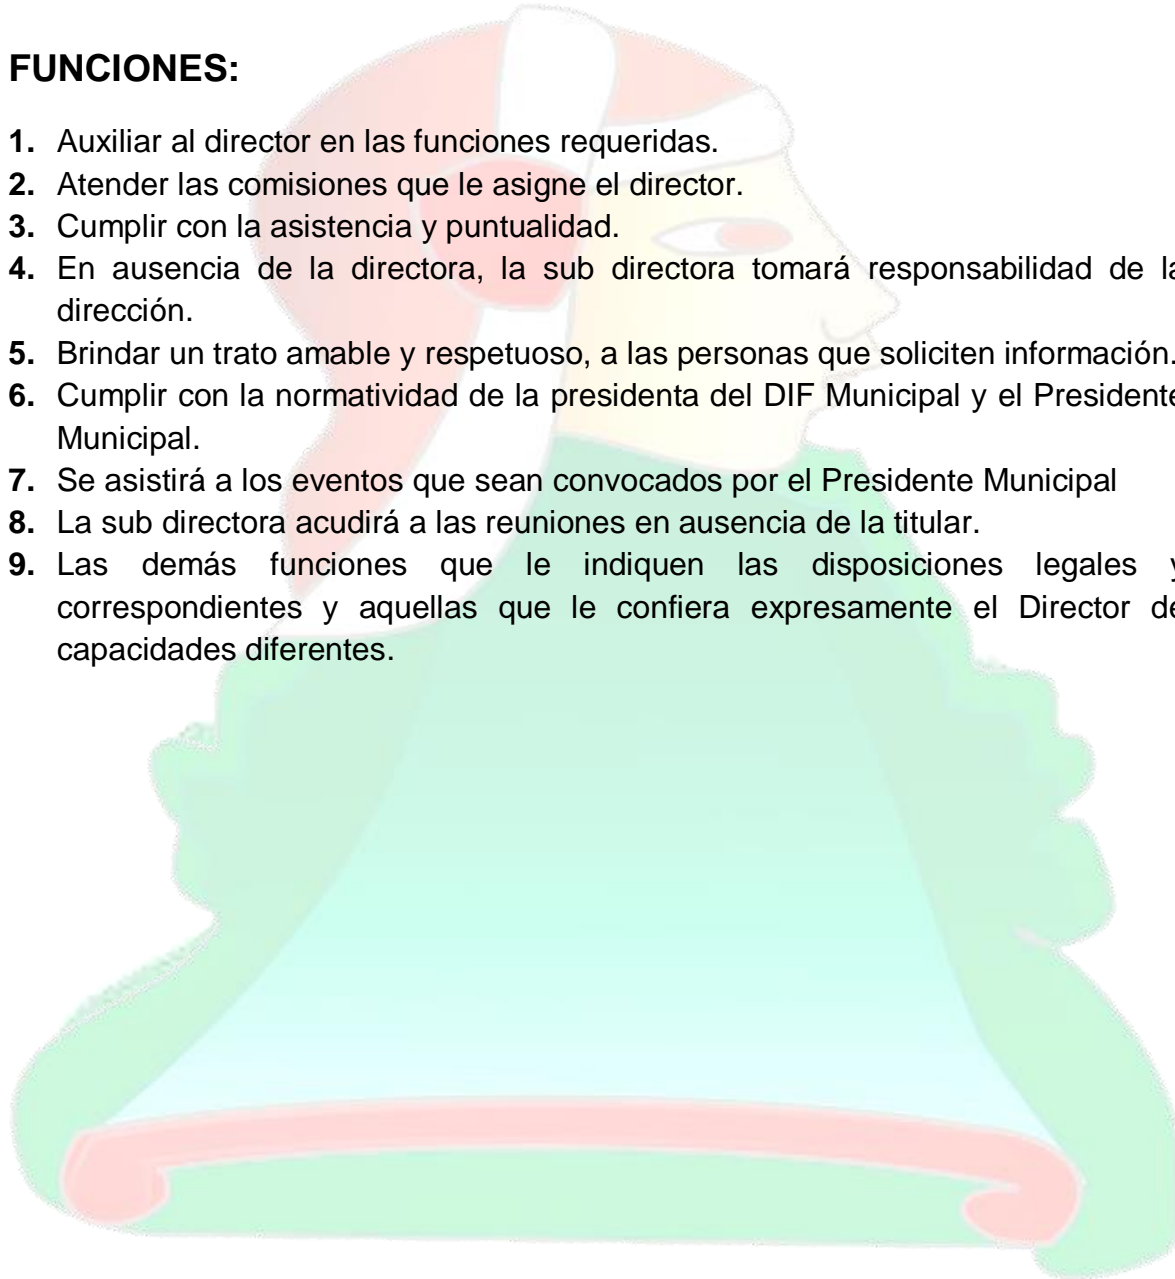 FUNCIONES:
1. Auxiliar al director en las funciones requeridas.
2. Atender las comisiones que le asigne el director.
3. Cumplir con la asistencia y puntualidad.
4. En ausencia de la directora, la sub directora tomará responsabilidad de la
dirección.
5. Brindar un trato amable y respetuoso, a las personas que soliciten información.
6. Cumplir con la normatividad de la presidenta del DIF Municipal y el Presidente
Municipal.
7. Se asistirá a los eventos que sean convocados por el Presidente Municipal
8. La sub directora acudirá a las reuniones en ausencia de la titular.
9. Las demás funciones que le indiquen las disposiciones legales y
correspondientes y aquellas que le confiera expresamente el Director de
capacidades diferentes.